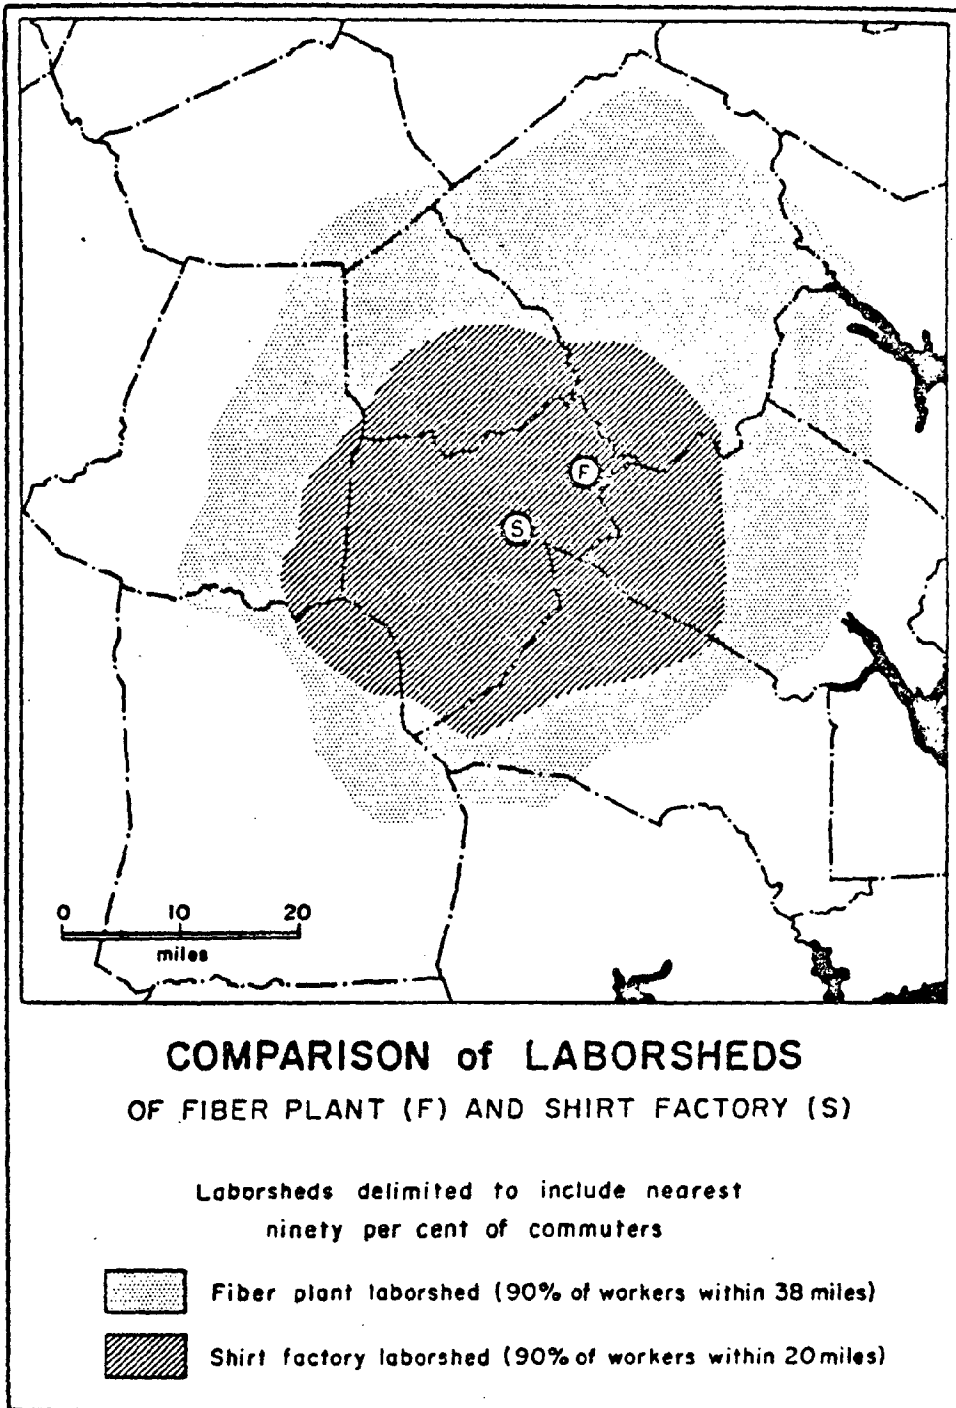 F
S
0 10 20
miles
COMPARISON of LABORSHEDS
OF FIBER PLANT (F) AND SHIRT FACTORY (S)
Laborsheds delimited to include nearest
ninety per cent of commuters
Fiber plant laborshed (90% of workers within 38 miles)
Shirt factory laborshed (90% of workers within 20 miles)